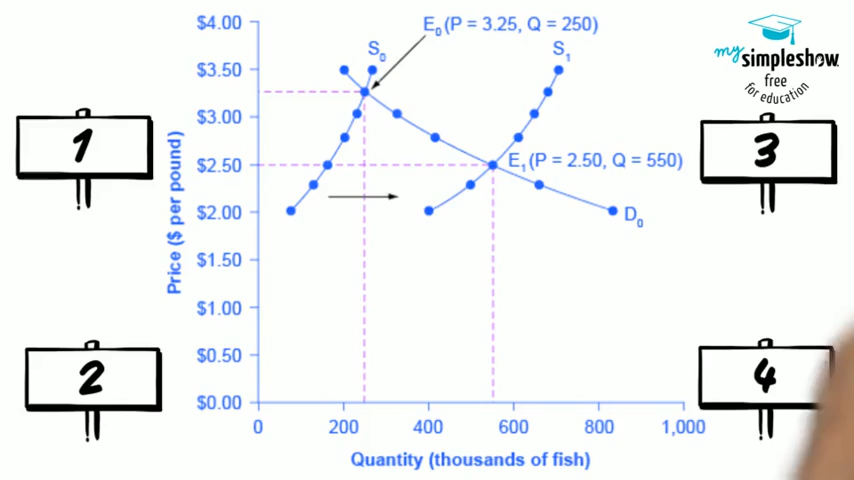 $4.00
E0 (P = 3.25, Q = 250)
my simpleshow
free
for education
S0
S1
$3.50
$3.00
1
3
$2.50
E1 (P = 2.50, Q = 550)
$2.00
D0
Price ($ per pound)
$1.50
$1.00
$0.50
2
4
$0.00
0
200
400
600
800
1,000
Quantity (thousands of fish)